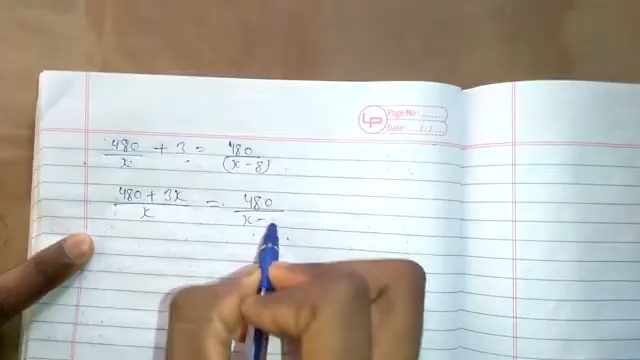 LP Page No:
Date: / /
480/x + 3 = 480/(x-8)
480 + 3x/x = 480/x-